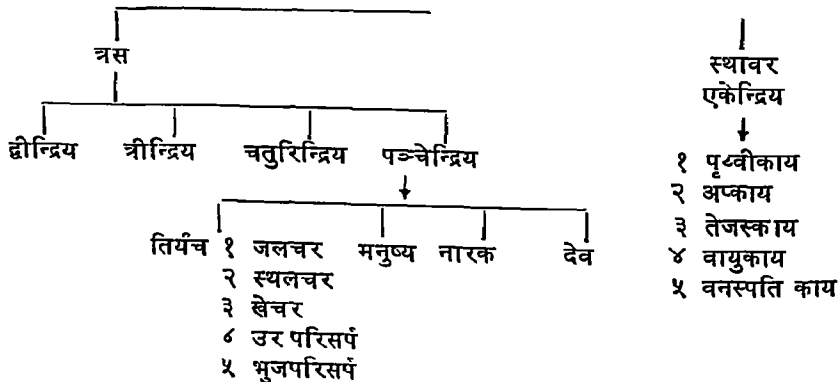 त्रस
स्थावर
एकेन्द्रिय
द्वीन्द्रिय त्रीन्द्रिय चतुरिन्द्रिय पञ्चेन्द्रिय
१ पृथ्वीकाय
२ अप्काय
३ तेजस्काय
४ वायुकाय
५ वनस्पति काय
तिर्यंच १ जलचर मनुष्य नारक देव
२ स्थलचर
३ खेचर
४ उर परिसर्प
५ भुजपरिसर्प